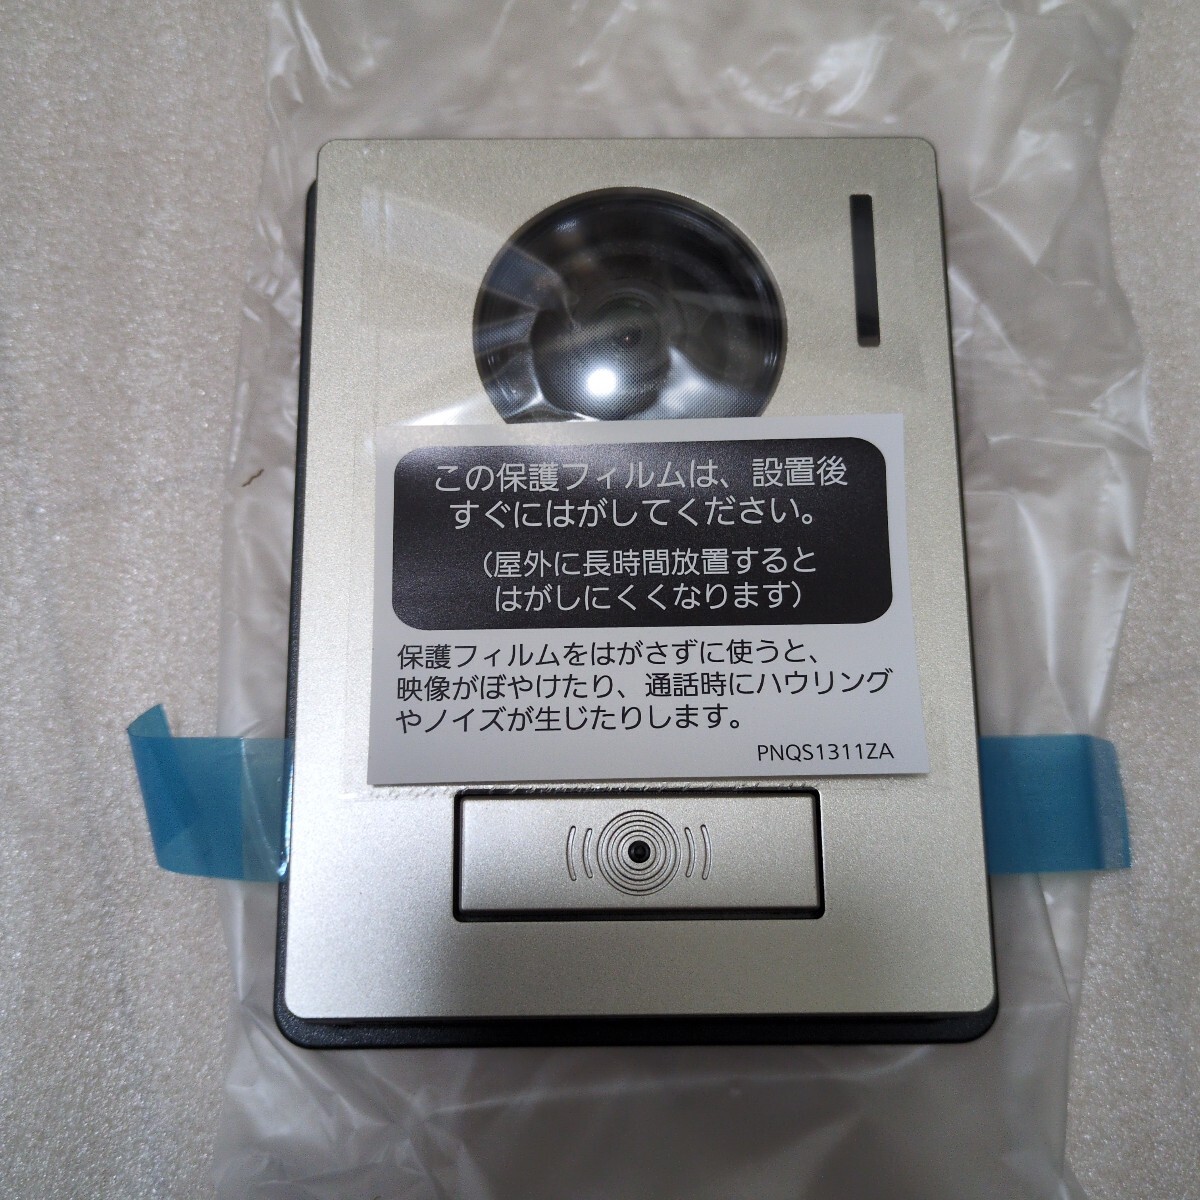 この保護フィルムは、設置後
すぐにはがしてください。
（屋外に長時間放置すると
はがしにくくなります）
保護フィルムをはがさずに使うと、
映像がぼやけたり、通話時にハウリング
やノイズが生じたりします。
PNQS1311ZA